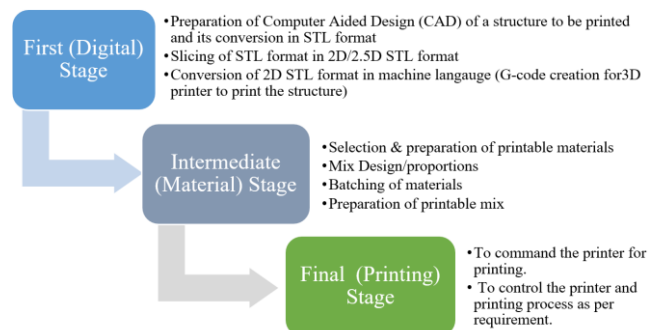 First (Digital)
Stage
•Preparation of Computer Aided Design (CAD) of a structure to be printed
and its conversion in STL format
•Slicing of STL format in 2D/2.5D STL format
•Conversion of 2D STL format in machine langauge (G-code creation for3D
printer to print the structure)
Intermediate
(Material) Stage
•Selection & preparation of printable materials
•Mix Design/proportions
•Batching of materials
•Preparation of printable mix
Final (Printing)
Stage
•To command the printer for
printing.
• To control the printer and
printing process as per
requirement.